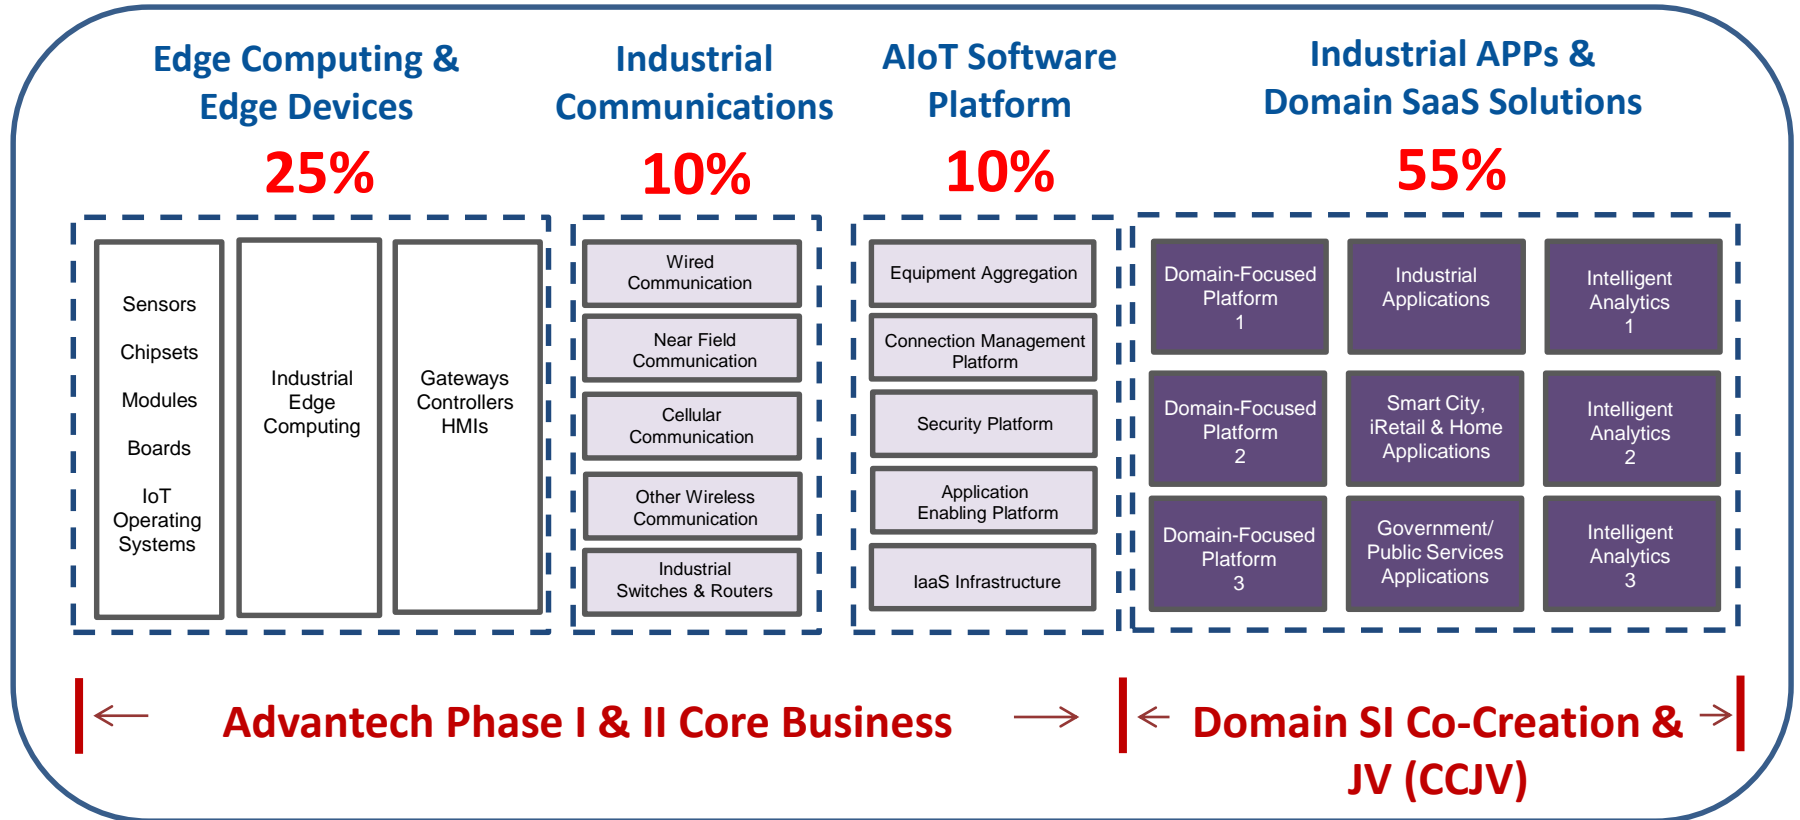 Edge Computing &
Edge Devices
25%
Industrial
Communications
10%
AIoT Software
Platform
10%
Industrial APPs &
Domain SaaS Solutions
55%
Sensors
Chipsets
Modules
Boards
IoT
Operating
Systems
Industrial
Edge
Computing
Gateways
Controllers
HMIs
Wired
Communication
Near Field
Communication
Cellular
Communication
Other Wireless
Communication
Industrial
Switches & Routers
Equipment Aggregation
Connection Management
Platform
Security Platform
Application
Enabling Platform
IaaS Infrastructure
Domain-Focused
Platform
1
Industrial
Applications
Intelligent
Analytics
1
Domain-Focused
Platform
2
Smart City,
iRetail & Home
Applications
Intelligent
Analytics
2
Domain-Focused
Platform
3
Government/
Public Services
Applications
Intelligent
Analytics
3
Advantech Phase I & II Core Business
Domain SI Co-Creation &
JV (CCJV)